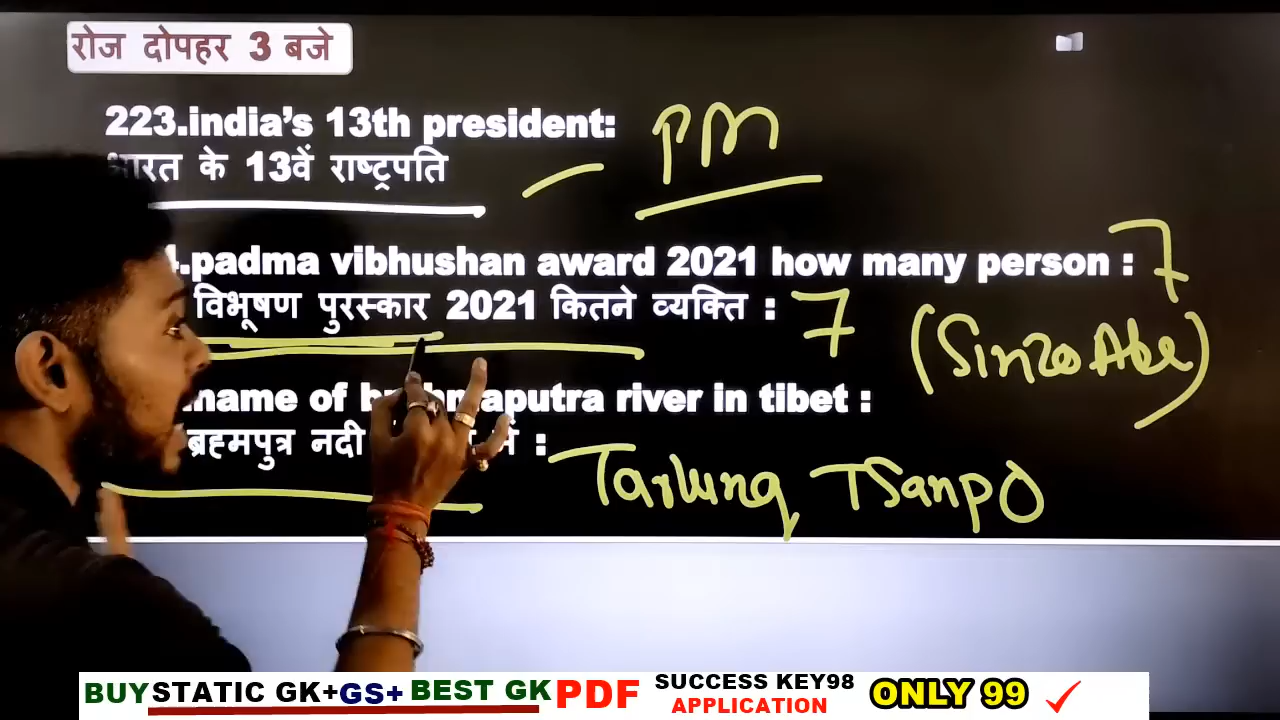 रोज दोपहर 3 बजे
223.india's 13th president:
भारत के 13वें राष्ट्रपति
PM
4.padma vibhushan award 2021 how many person : 7
विभूषण पुरस्कार 2021 कितने व्यक्ति : 7
(Sinzo Abe)
name of brahmaputra river in tibet :
ब्रह्मपुत्र नदी में :
Tarlung TSanpo
BUY STATIC GK+GS+ BEST GK PDF
SUCCESS KEY98
APPLICATION
ONLY 99